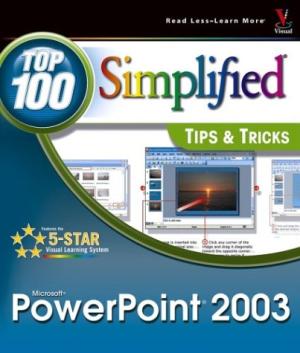 Read Less–Learn More®
Visual
TOP 100
Simplified®
TIPS & TRICKS
Features the
5-STAR
Visual Learning System
Microsoft®
PowerPoint® 2003